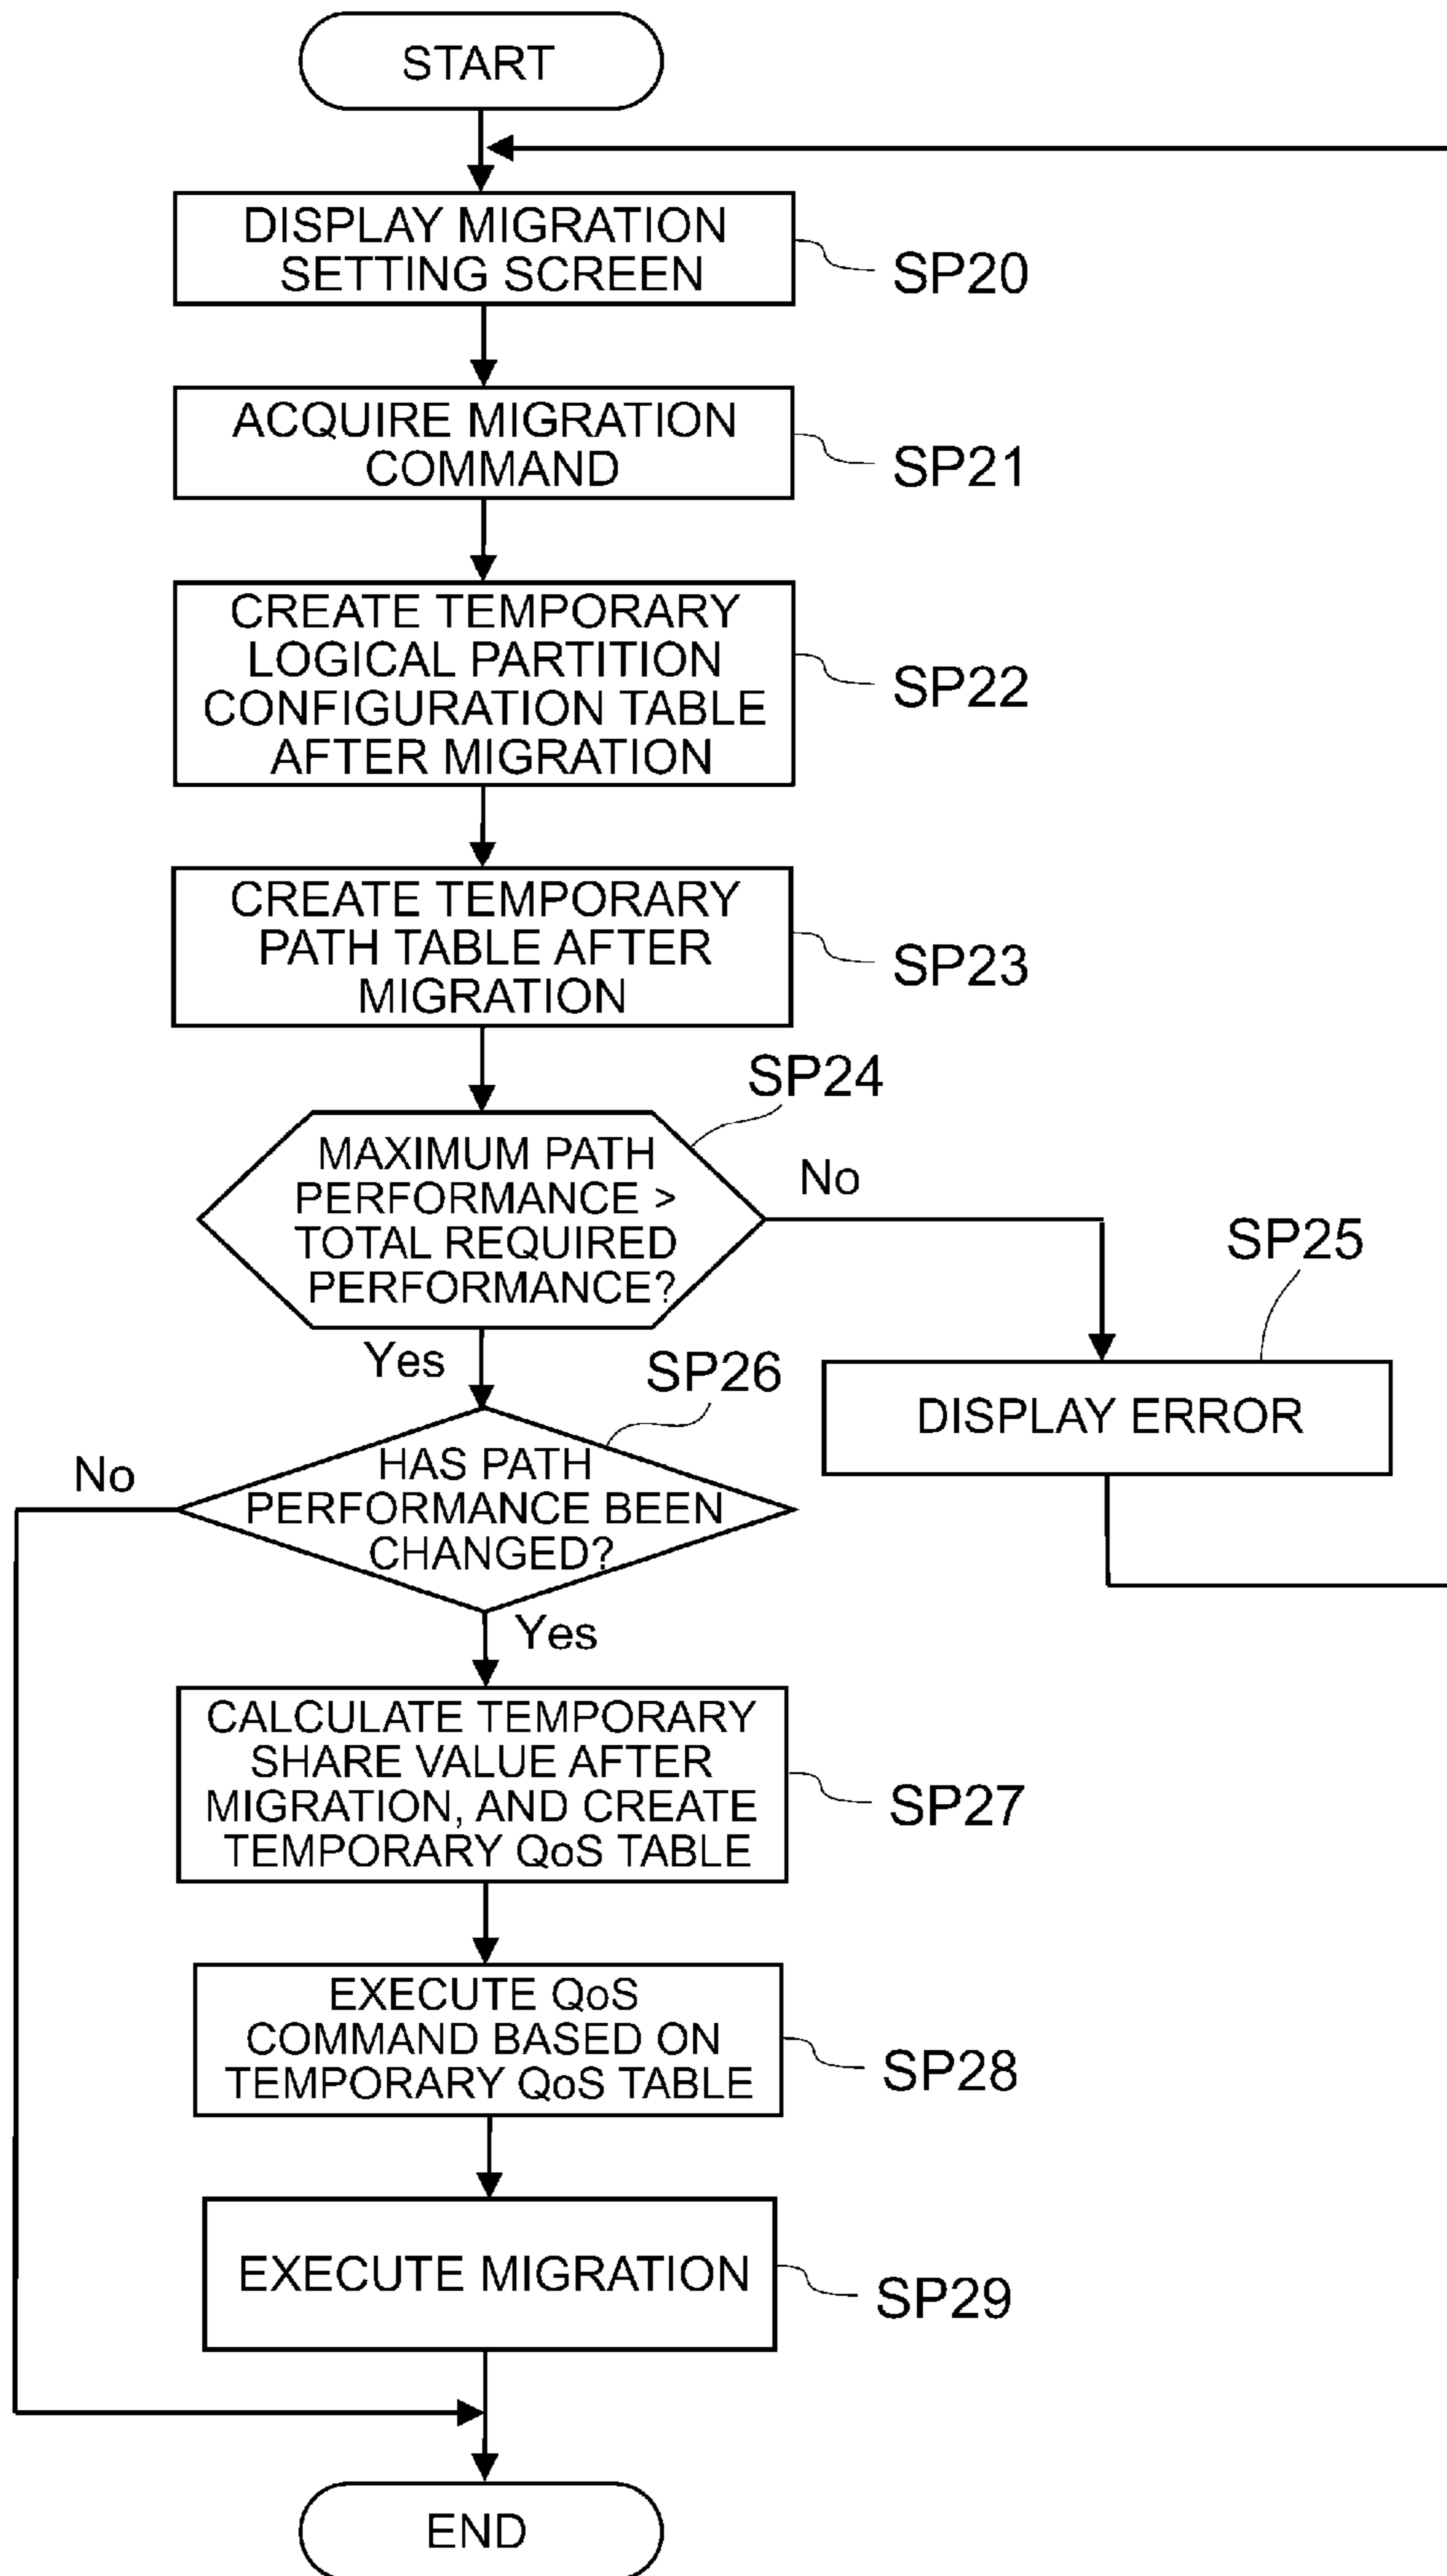 START
DISPLAY MIGRATION
SETTING SCREEN
SP20
ACQUIRE MIGRATION
COMMAND
SP21
CREATE TEMPORARY
LOGICAL PARTITION
CONFIGURATION TABLE
AFTER MIGRATION
SP22
CREATE TEMPORARY
PATH TABLE AFTER
MIGRATION
SP23
SP24
MAXIMUM PATH
PERFORMANCE >
TOTAL REQUIRED
PERFORMANCE?
No
SP25
DISPLAY ERROR
Yes
SP26
HAS PATH
PERFORMANCE BEEN
CHANGED?
No
Yes
CALCULATE TEMPORARY
SHARE VALUE AFTER
MIGRATION, AND CREATE
TEMPORARY QoS TABLE
SP27
EXECUTE QoS
COMMAND BASED ON
TEMPORARY QoS TABLE
SP28
EXECUTE MIGRATION
SP29
END